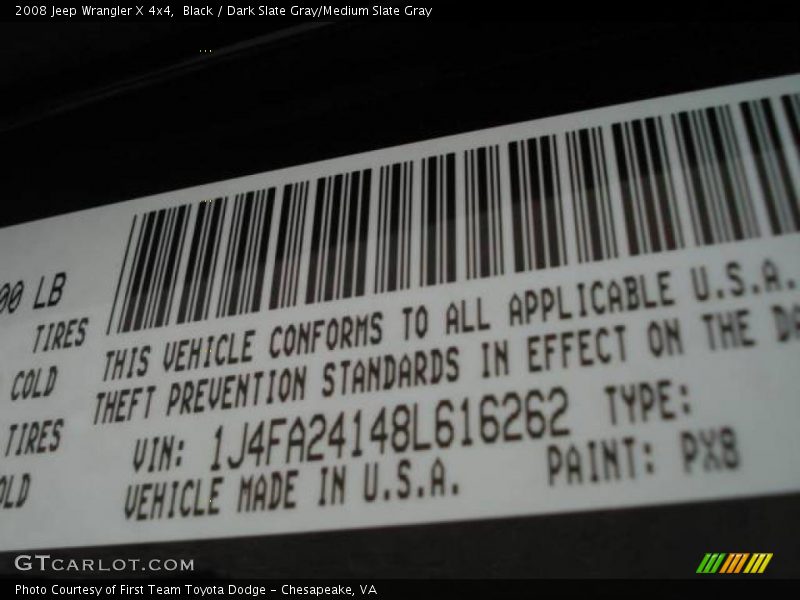 2008 Jeep Wrangler X 4x4,  Black / Dark Slate Gray/Medium Slate Gray
00 LB
TIRES
COLD
TIRES
OLD
THIS VEHICLE CONFORMS TO ALL APPLICABLE U.S.A.
THEFT PREVENTION STANDARDS IN EFFECT ON THE DA
VIN: 1J4FA24148L616262 TYPE:
VEHICLE MADE IN U.S.A. PAINT: PX8
GTCARLOT.COM
Photo Courtesy of First Team Toyota Dodge - Chesapeake, VA